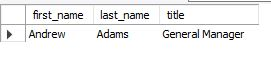 first_name last_name title
Andrew Adams General Manager